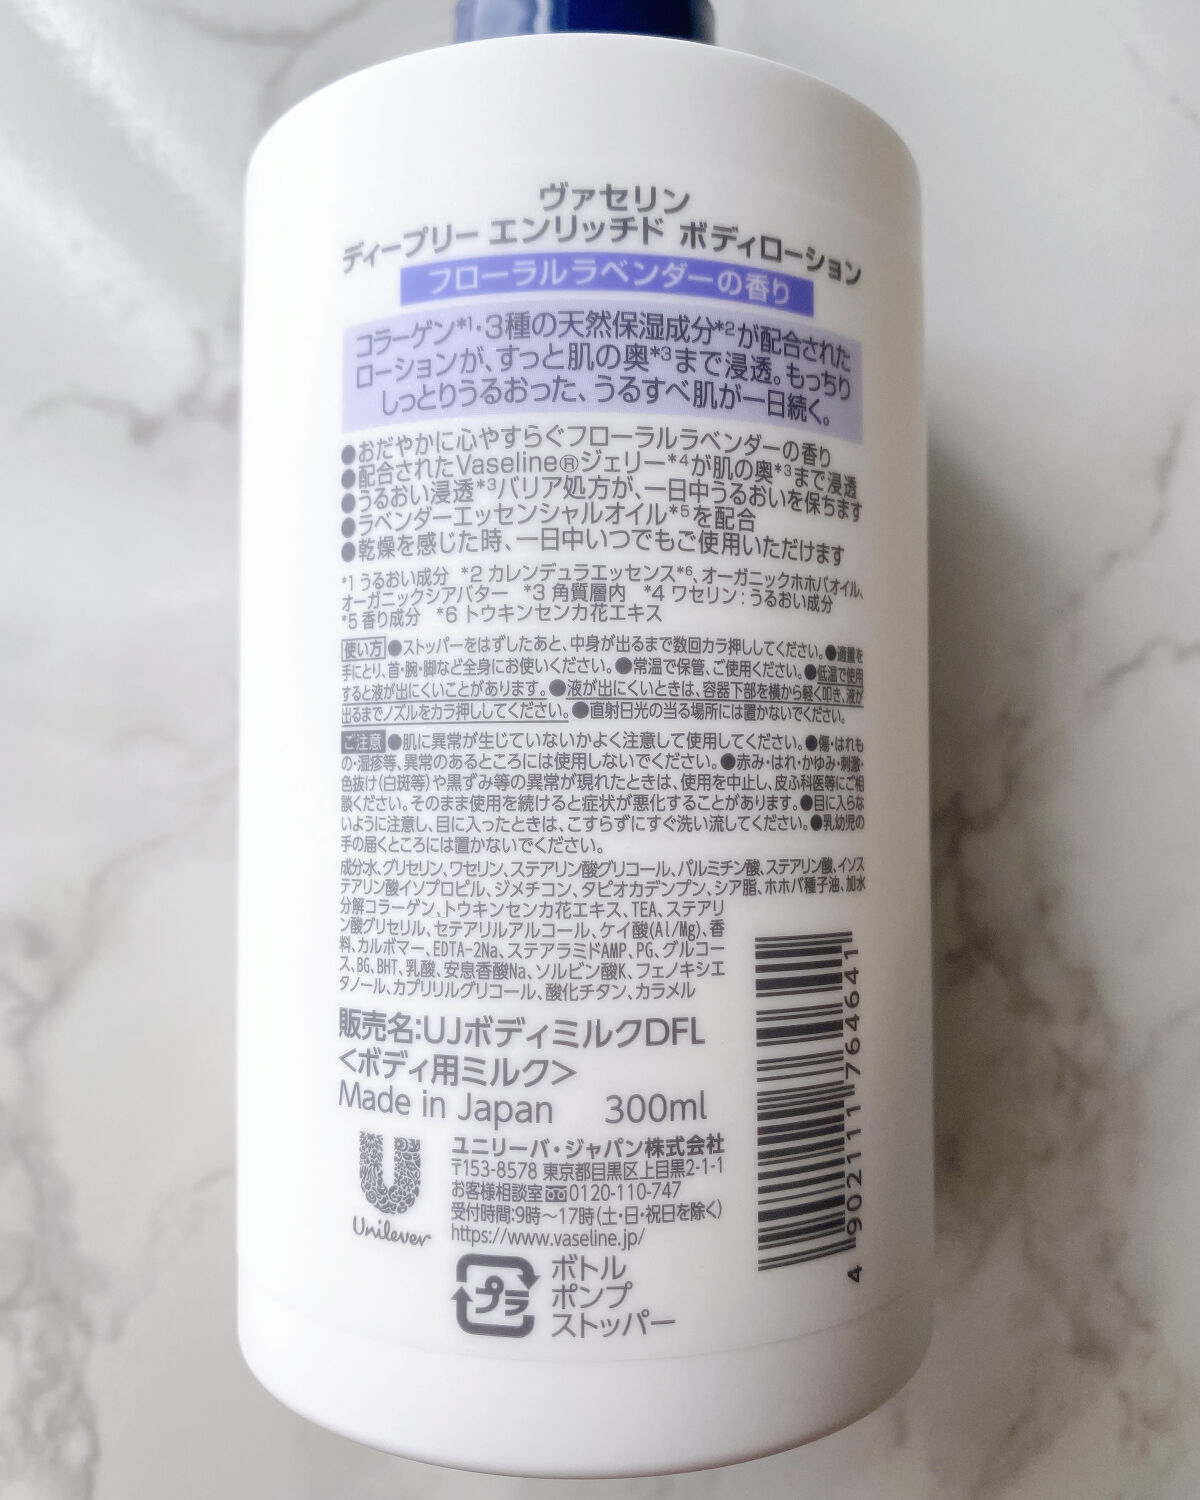 ヴァセリン
ディープリー エンリッチド ボディローション
フローラルラベンダーの香り
コラーゲン*1・3種の天然保湿成分*2が配合された
ローションが、すっと肌の奥*3まで浸透。もっちり
しっとりうるおった、うるすべ肌が一日続く。
●おだやかに心やすらぐフローラルラベンダーの香り
●配合されたVaseline®ジェリー*4が肌の奥*3まで浸透
●うるおい浸透*3バリア処方が、一日中うるおいを保ちます
●ラベンダーエッセンシャルオイル*5を配合
●乾燥を感じた時、一日中いつでもご使用いただけます
*1 うるおい成分 *2 カレンデュラエッセンス*6、オーガニックホホバオイル、
オーガニックシアバター *3 角質層内 *4 ワセリン：うるおい成分
*5 香り成分 *6 トウキンセンカ花エキス
使い方 ●ストッパーをはずしたあと、中身が出るまで数回カラ押ししてください。●適量を
手にとり、首・腕・脚など全身にお使いください。●常温で保管、ご使用ください。●低温で使用
すると液が出にくいことがあります。●液が出にくいときは、容器下部を横から軽く叩き、液が
出るまでノズルをカラ押ししてください。●直射日光の当る場所には置かないでください。
ご注意 ●肌に異常が生じていないかよく注意して使用してください。●傷・はれも
の・湿疹等、異常のあるところには使用しないでください。●赤み・はれ・かゆみ・刺激・
色抜け(白斑等)や黒ずみ等の異常が現れたときは、使用を中止し、皮ふ科医等にご相
談ください。そのまま使用を続けると症状が悪化することがあります。●目に入らな
いように注意し、目に入ったときは、こすらずにすぐ洗い流してください。●乳幼児の
手の届くところには置かないでください。
成分水、グリセリン、ワセリン、ステアリン酸グリコール、パルミチン酸、ステアリン酸、イソス
テアリン酸イソプロピル、ジメチコン、タピオカデンプン、シア脂、ホホバ種子油、加水
分解コラーゲン、トウキンセンカ花エキス、TEA、ステアリ
ン酸グリセリル、セテアリルアルコール、ケイ酸(Al/Mg)、香
料、カルボマー、EDTA-2Na、ステアラミドAMP、PG、グルコー
ス、BG、BHT、乳酸、安息香酸Na、ソルビン酸K、フェノキシエ
タノール、カプリリルグリコール、酸化チタン、カラメル
販売名:UJボディミルクDFL
<ボディ用ミルク>
Made in Japan 300ml
ユニリーバ・ジャパン株式会社
〒153-8578 東京都目黒区上目黒2-1-1
お客様相談室 0120-110-747
受付時間:9時～17時(土・日・祝日を除く)
https://www.vaseline.jp/
Unilever
プラ
ボトル
ポンプ
ストッパー
4 902111 764641